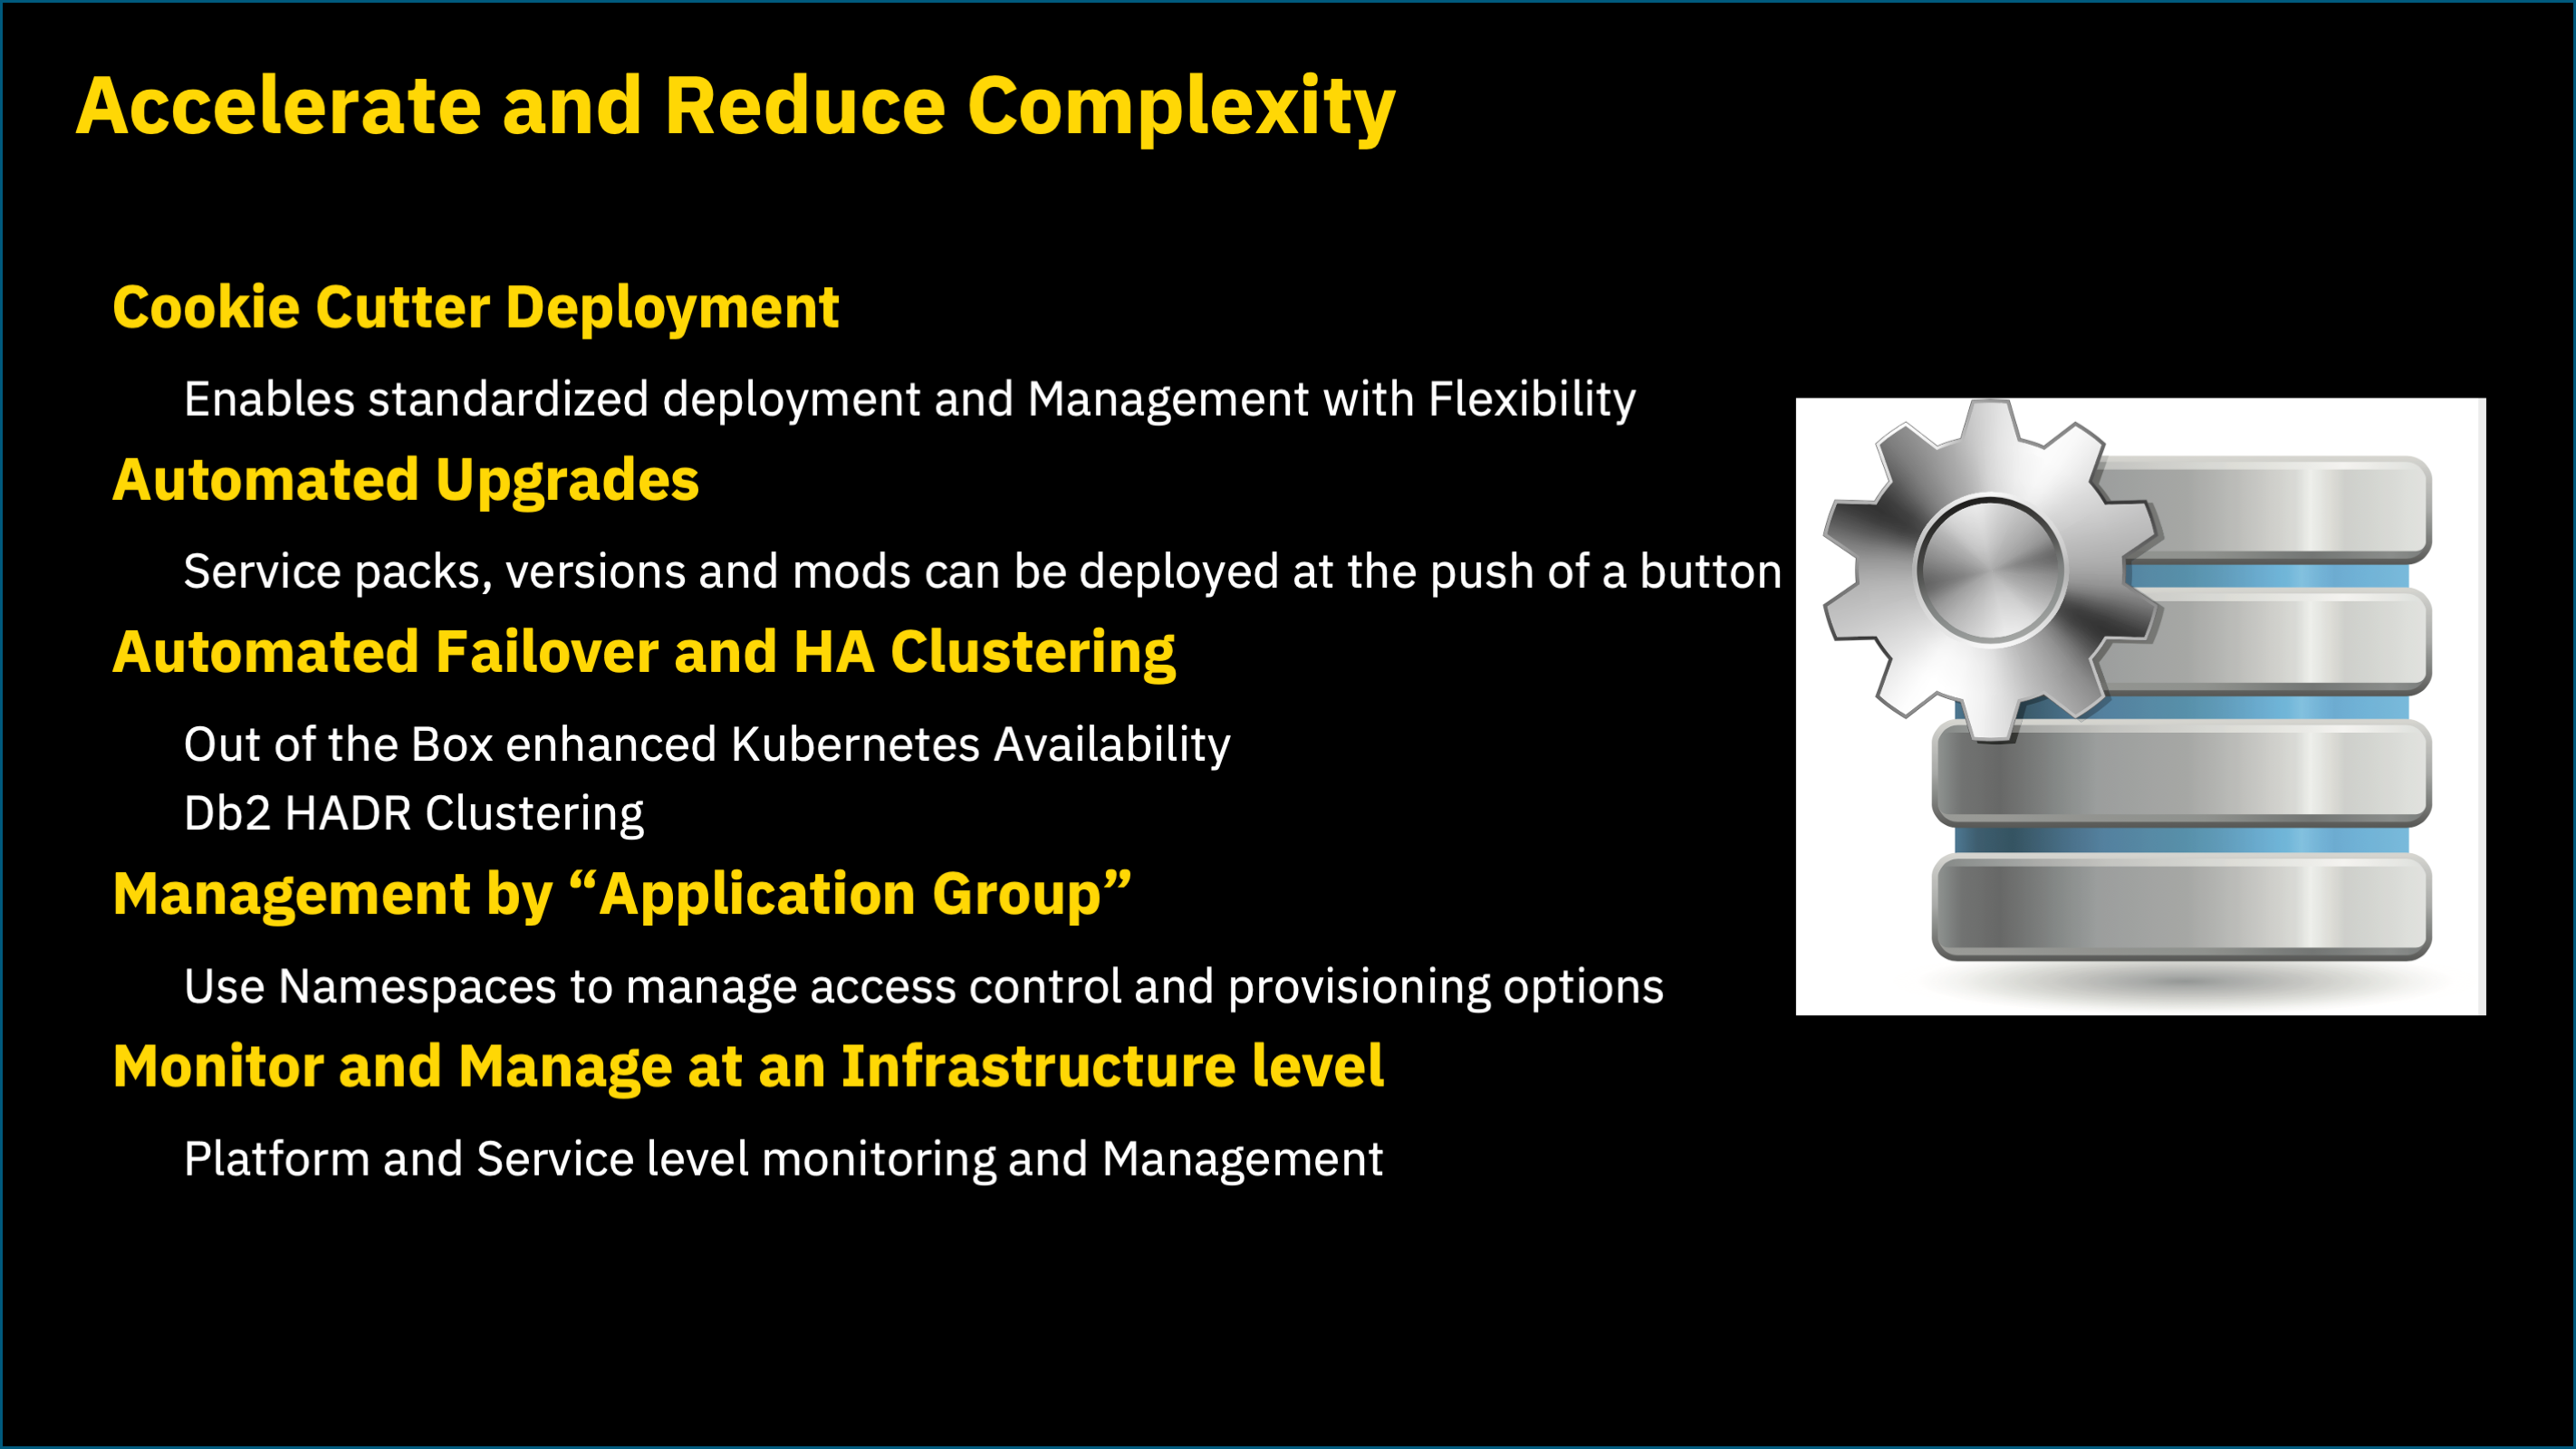 Accelerate and Reduce Complexity
Cookie Cutter Deployment
Enables standardized deployment and Management with Flexibility
Automated Upgrades
Service packs, versions and mods can be deployed at the push of a button
Automated Failover and HA Clustering
Out of the Box enhanced Kubernetes Availability
Db2 HADR Clustering
Management by “Application Group”
Use Namespaces to manage access control and provisioning options
Monitor and Manage at an Infrastructure level
Platform and Service level monitoring and Management